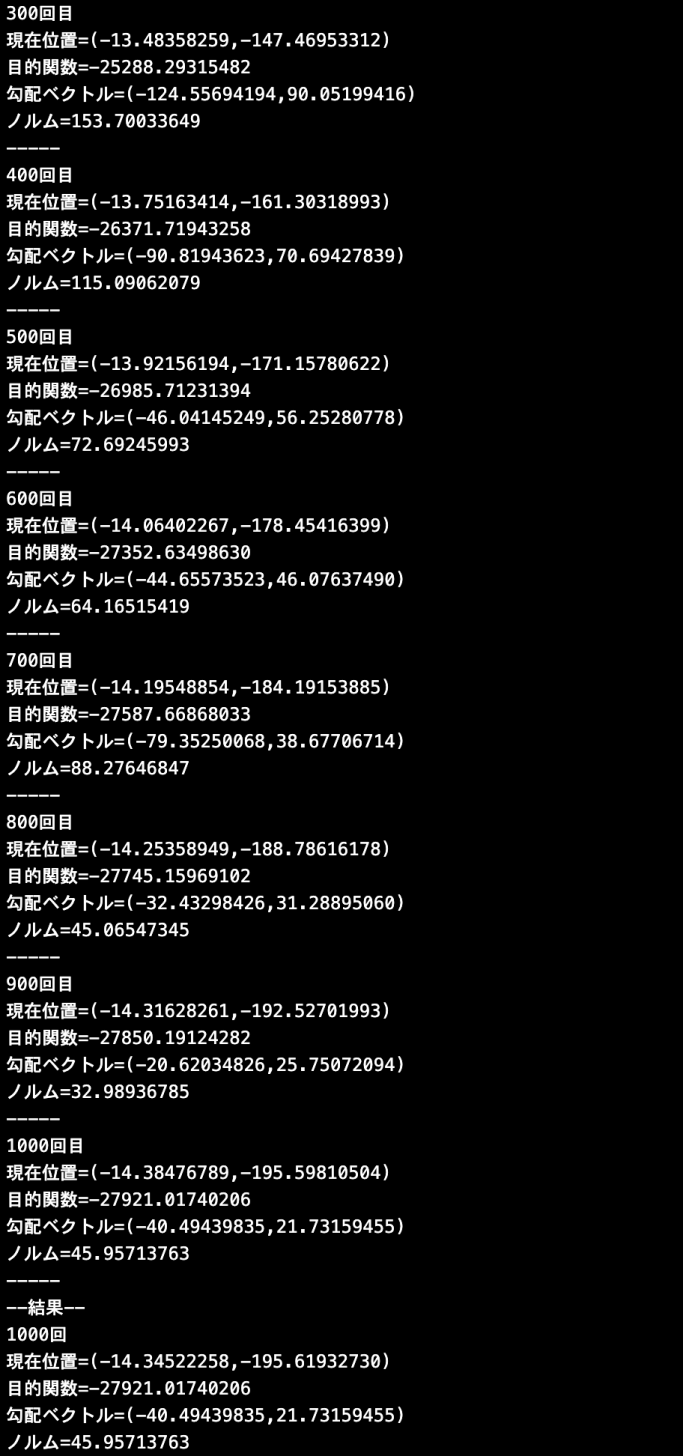 300回目
現在位置=(-13.48358259,-147.46953312)
目的関数=-25288.29315482
勾配ベクトル=(-124.55694194,90.05199416)
ノルム=153.70033649
-----
400回目
現在位置=(-13.75163414,-161.30318993)
目的関数=-26371.71943258
勾配ベクトル=(-90.81943623,70.69427839)
ノルム=115.09062079
-----
500回目
現在位置=(-13.92156194,-171.15780622)
目的関数=-26985.71231394
勾配ベクトル=(-46.04145249,56.25280778)
ノルム=72.69245993
-----
600回目
現在位置=(-14.06402267,-178.45416399)
目的関数=-27352.63498630
勾配ベクトル=(-44.65573523,46.07637490)
ノルム=64.16515419
-----
700回目
現在位置=(-14.19548854,-184.19153885)
目的関数=-27587.66868033
勾配ベクトル=(-79.35250068,38.67706714)
ノルム=88.27646847
-----
800回目
現在位置=(-14.25358949,-188.78616178)
目的関数=-27745.15969102
勾配ベクトル=(-32.43298426,31.28895060)
ノルム=45.06547345
-----
900回目
現在位置=(-14.31628261,-192.52701993)
目的関数=-27850.19124282
勾配ベクトル=(-20.62034826,25.75072094)
ノルム=32.98936785
-----
1000回目
現在位置=(-14.38476789,-195.59810504)
目的関数=-27921.01740206
勾配ベクトル=(-40.49439835,21.73159455)
ノルム=45.95713763
-----
--結果--
1000回
現在位置=(-14.34522258,-195.61932730)
目的関数=-27921.01740206
勾配ベクトル=(-40.49439835,21.73159455)
ノルム=45.95713763